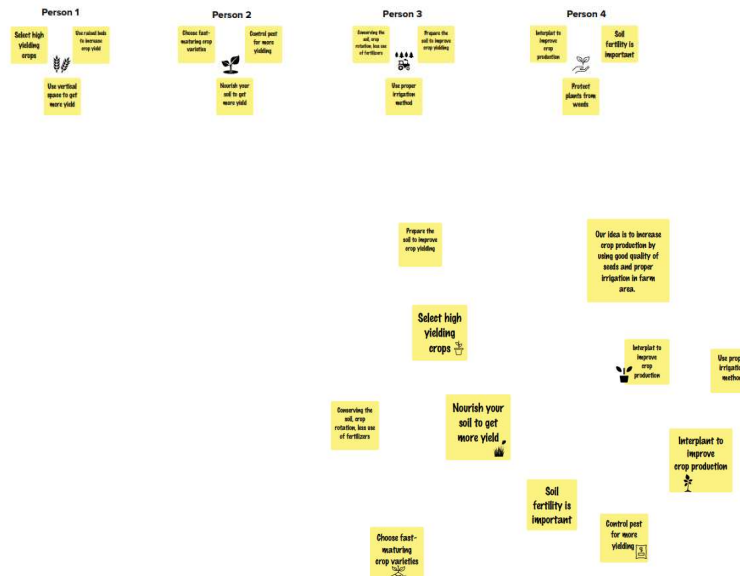 Person 1
Person 2
Person 3
Person 4
Select high
yielding
crops
Use raised beds
to increase
crop yield
Use vertical
space to get
more yield
Choose fast-
maturing crop
varieties
Control pest
for more
yielding
Nourish your
soil to get
more yield
Conserving the
soil, crop
rotation, less use
of fertilizers
Prepare the
soil to improve
crop yielding
Use proper
irrigation
method
Interplant to
improve
crop
production
Soil
fertility is
important
Protect
plants from
weeds
Prepare the
soil to improve
crop yielding
Our idea is to increase
crop production by
using good quality of
seeds and proper
irrigation in farm
area.
Select high
yielding
crops
Interplat to
improve
crop
production
Use prop
irrigatio
metho
Conserving the
soil, crop
rotation, less use
of fertilizers
Nourish your
soil to get
more yield
Interplant to
improve
crop production
Soil
fertility is
important
Control pest
for more
yielding
Choose fast-
maturing
crop varieties